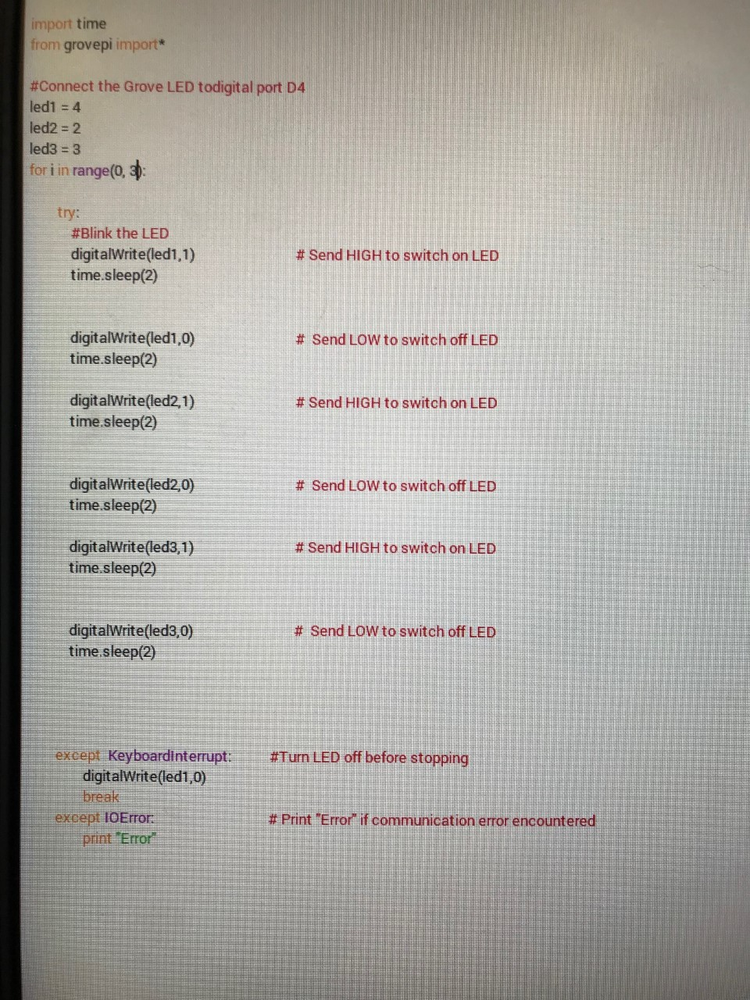 import time
from grovepi import*
#Connect the Grove LED todigital port D4
led1 = 4
led2 = 2
led3 = 3
for i in range(0, 3):
try:
#Blink the LED
digitalWrite(led1,1) # Send HIGH to switch on LED
time.sleep(2)
digitalWrite(led1,0) # Send LOW to switch off LED
time.sleep(2)
digitalWrite(led2,1) # Send HIGH to switch on LED
time.sleep(2)
digitalWrite(led2,0) # Send LOW to switch off LED
time.sleep(2)
digitalWrite(led3,1) # Send HIGH to switch on LED
time.sleep(2)
digitalWrite(led3,0) # Send LOW to switch off LED
time.sleep(2)
except KeyboardInterrupt: #Turn LED off before stopping
digitalWrite(led1,0)
break
except IOError: # Print "Error" if communication error encountered
print "Error"